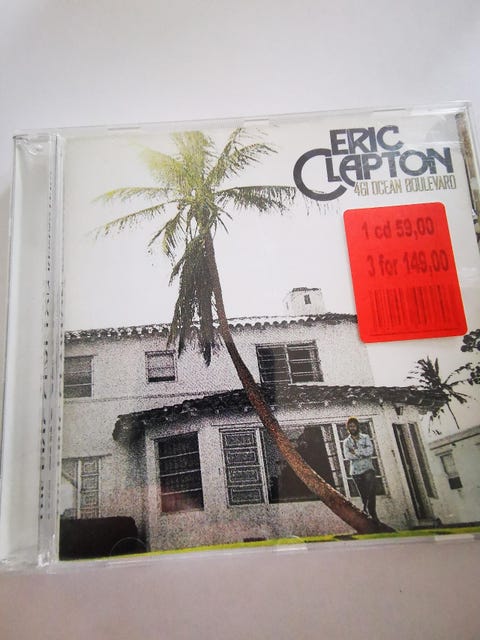 ERIC
CLAPTON
461 OCEAN BOULEVARD
1 cd 59,00
3 for 149,00